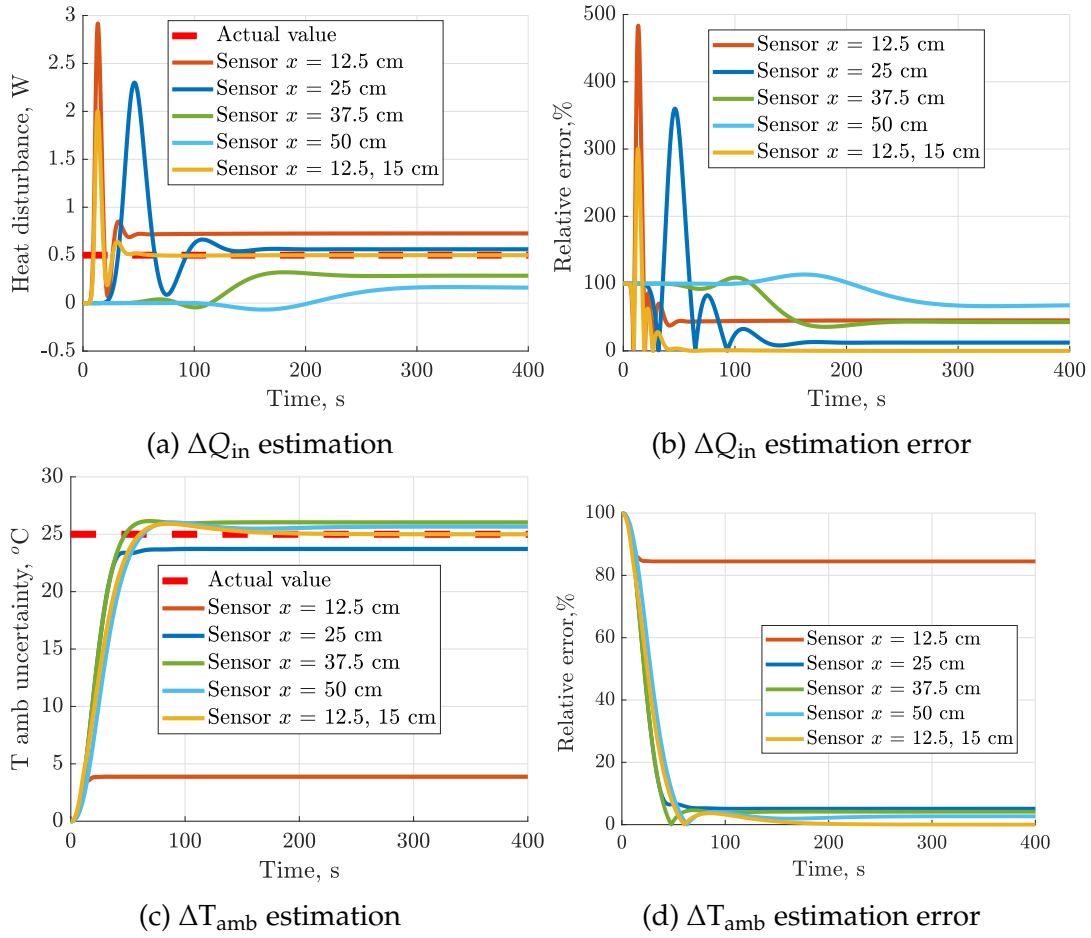 Heat disturbance, W
3
2.5
2
1.5
1
0.5
0
-0.5
Actual value
Sensor x = 12.5 cm
Sensor x = 25 cm
Sensor x = 37.5 cm
Sensor x = 50 cm
Sensor x = 12.5, 15 cm
0 100 200 300 400
Time, s
(a) ΔQin estimation
Relative error,%
500
400
300
200
100
0
Sensor x = 12.5 cm
Sensor x = 25 cm
Sensor x = 37.5 cm
Sensor x = 50 cm
Sensor x = 12.5, 15 cm
0 100 200 300 400
Time, s
(b) ΔQin estimation error
T amb uncertainty, °C
30
25
20
15
10
5
0
Actual value
Sensor x = 12.5 cm
Sensor x = 25 cm
Sensor x = 37.5 cm
Sensor x = 50 cm
Sensor x = 12.5, 15 cm
0 100 200 300 400
Time, s
(c) ΔTamb estimation
Relative error,%
100
80
60
40
20
0
Sensor x = 12.5 cm
Sensor x = 25 cm
Sensor x = 37.5 cm
Sensor x = 50 cm
Sensor x = 12.5, 15 cm
0 100 200 300 400
Time, s
(d) ΔTamb estimation error